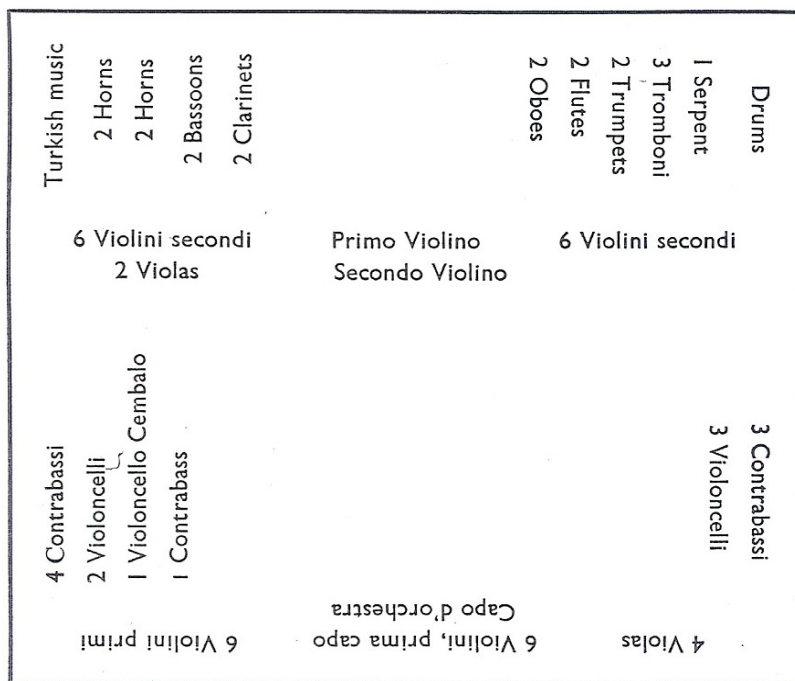 Turkish music
2 Horns
2 Horns
2 Bassoons
2 Clarinets
2 Oboes
2 Flutes
2 Trumpets
3 Tromboni
1 Serpent
Drums
6 Violini secondi
2 Violas
Primo Violino
Secondo Violino
6 Violini secondi
4 Contrabassi
2 Violoncelli
1 Violoncello Cembalo
1 Contrabass
3 Violoncelli
3 Contrabassi
6 Violini primi
6 Violini, prima capo
Capo d'orchestra
4 Violas